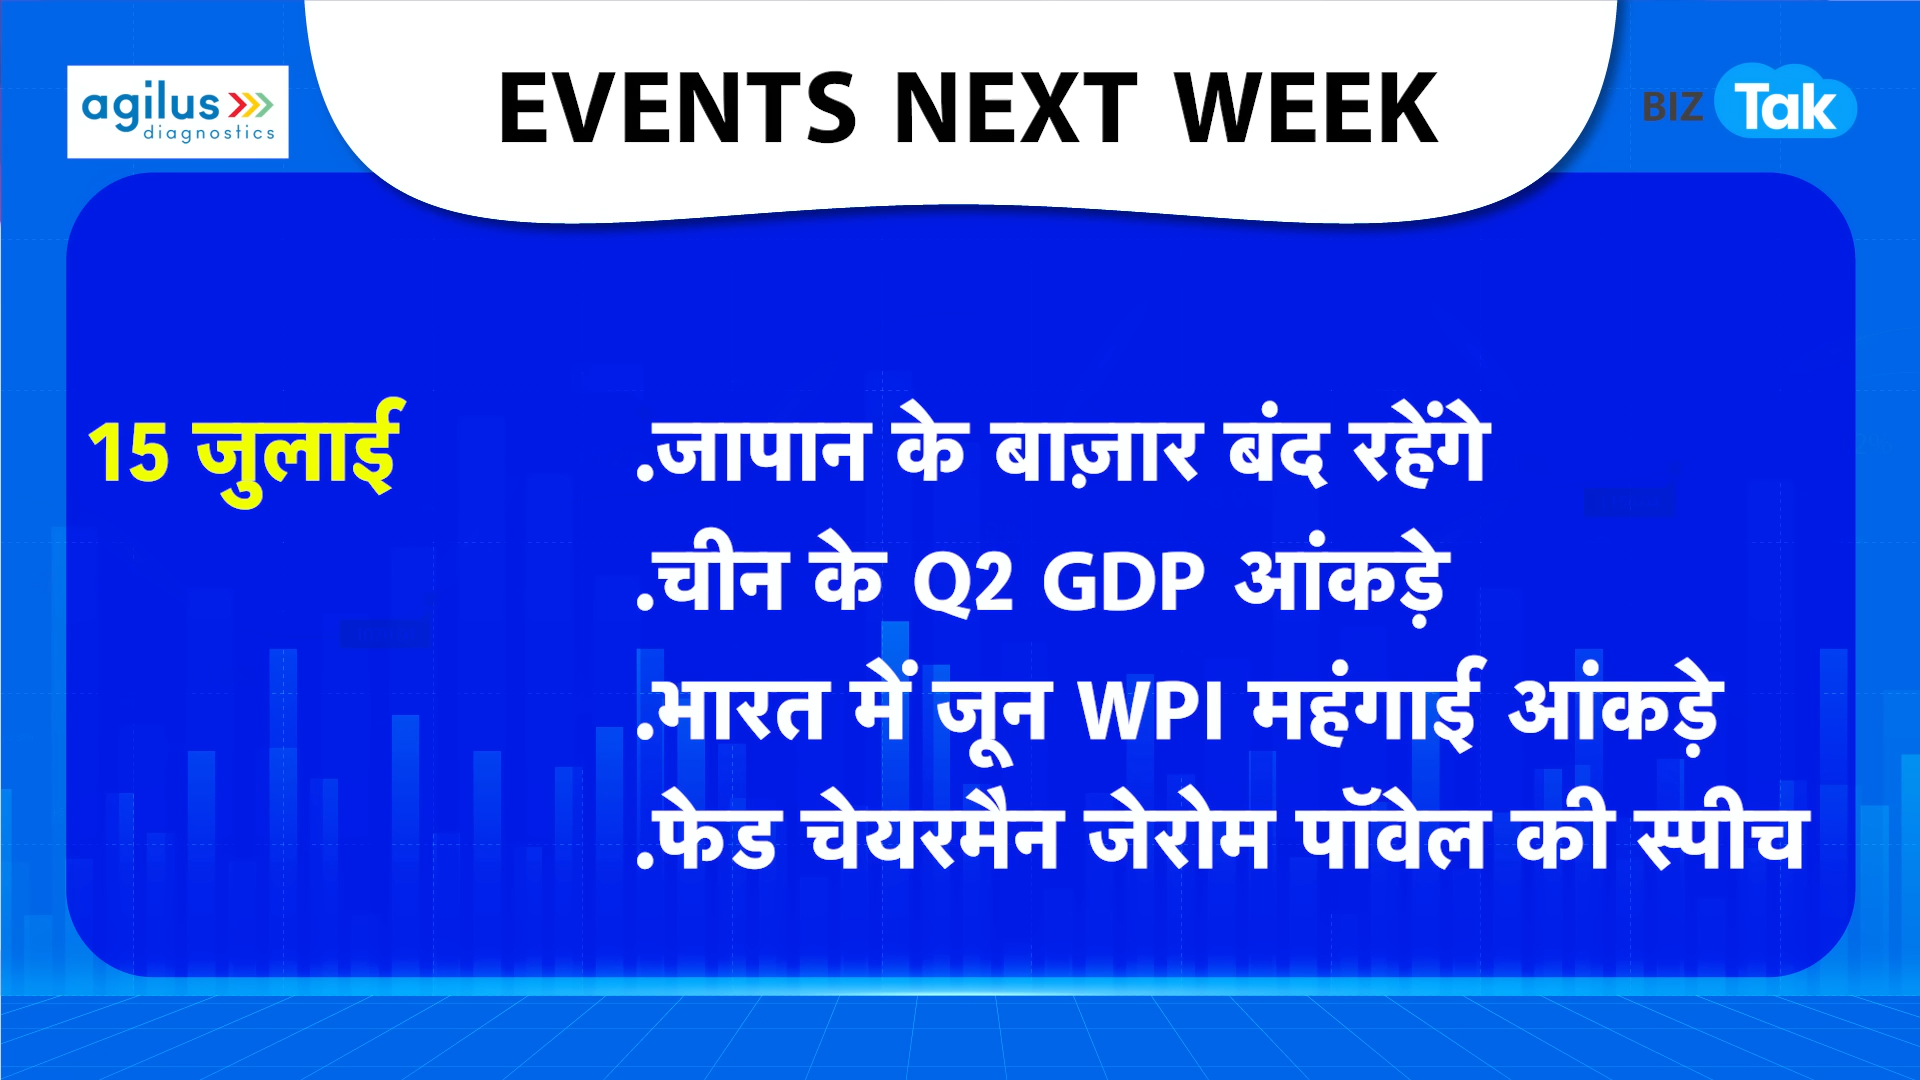 agilus
diagnostics
EVENTS NEXT WEEK
BIZ Tak
15 जुलाई
.जापान के बाज़ार बंद रहेंगे
.चीन के Q2 GDP आंकड़े
.भारत में जून WPI महंगाई आंकड़े
.फेड चेयरमैन जेरोम पॉवेल की स्पीच